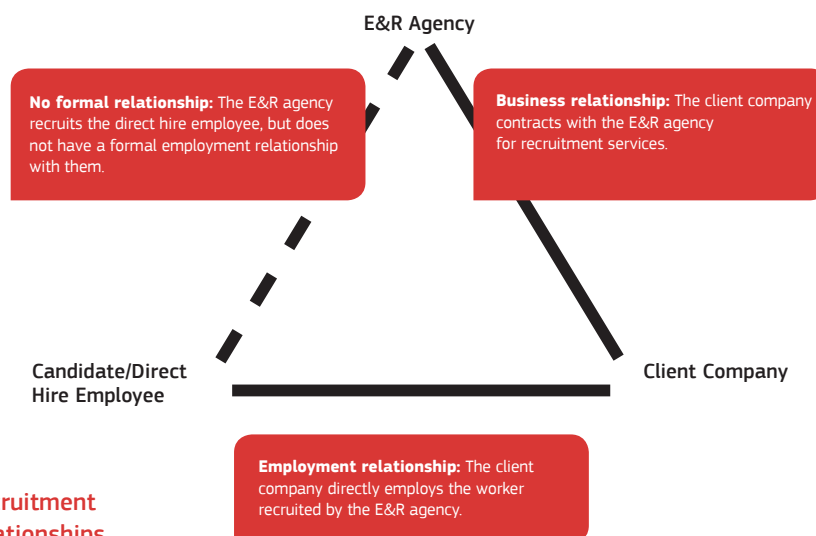 E&R Agency
No formal relationship: The E&R agency
recruits the direct hire employee, but does
not have a formal employment relationship
with them.
Business relationship: The client company
contracts with the E&R agency
for recruitment services.
Candidate/Direct
Hire Employee
Client Company
Employment relationship: The client
company directly employs the worker
recruited by the E&R agency.
ruitment
ationships